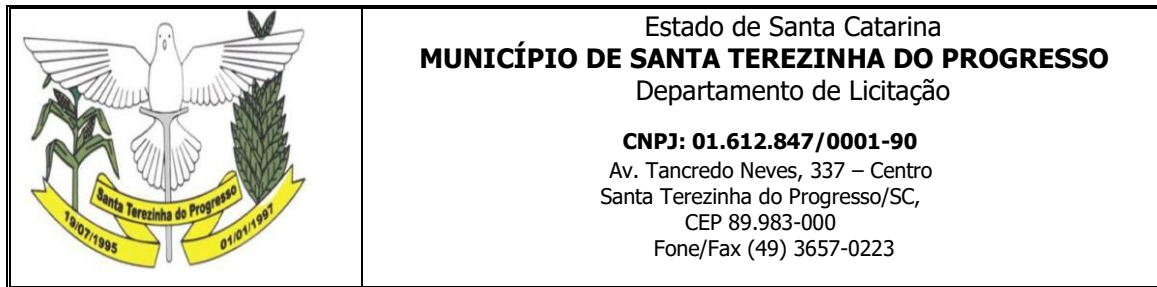 Santa Terezinha do Progresso
19/07/1995
01/01/1997
Estado de Santa Catarina
MUNICÍPIO DE SANTA TEREZINHA DO PROGRESSO
Departamento de Licitação
CNPJ: 01.612.847/0001-90
Av. Tancredo Neves, 337 – Centro
Santa Terezinha do Progresso/SC,
CEP 89.983-000
Fone/Fax (49) 3657-0223